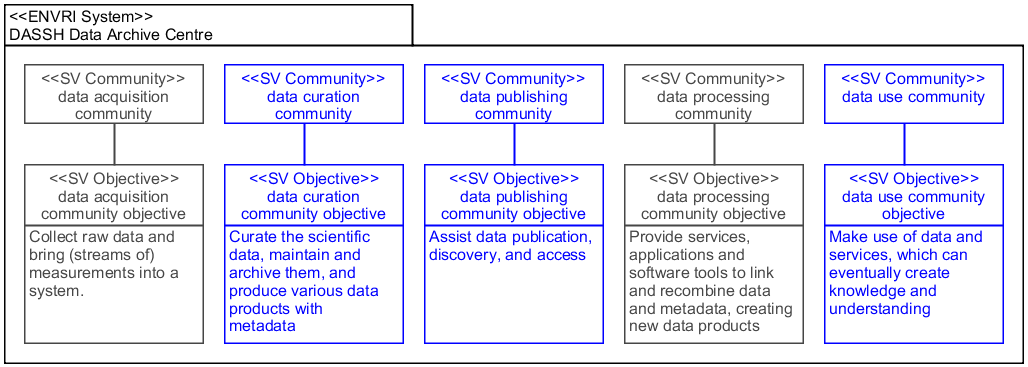 <<ENVRI System>>
DASSH Data Archive Centre
<<SV Community>>
data acquisition
community
<<SV Community>>
data curation
community
<<SV Community>>
data publishing
community
<<SV Community>>
data processing
community
<<SV Community>>
data use community
<<SV Objective>>
data acquisition
community objective
Collect raw data and
bring (streams of)
measurements into a
system.
<<SV Objective>>
data curation
community objective
Curate the scientific
data, maintain and
archive them, and
produce various data
products with
metadata
<<SV Objective>>
data publishing
community objective
Assist data publication,
discovery, and access
<<SV Objective>>
data processing
community objective
Provide services,
applications and
software tools to link
and recombine data
and metadata, creating
new data products
<<SV Objective>>
data use community
objective
Make use of data and
services, which can
eventually create
knowledge and
understanding